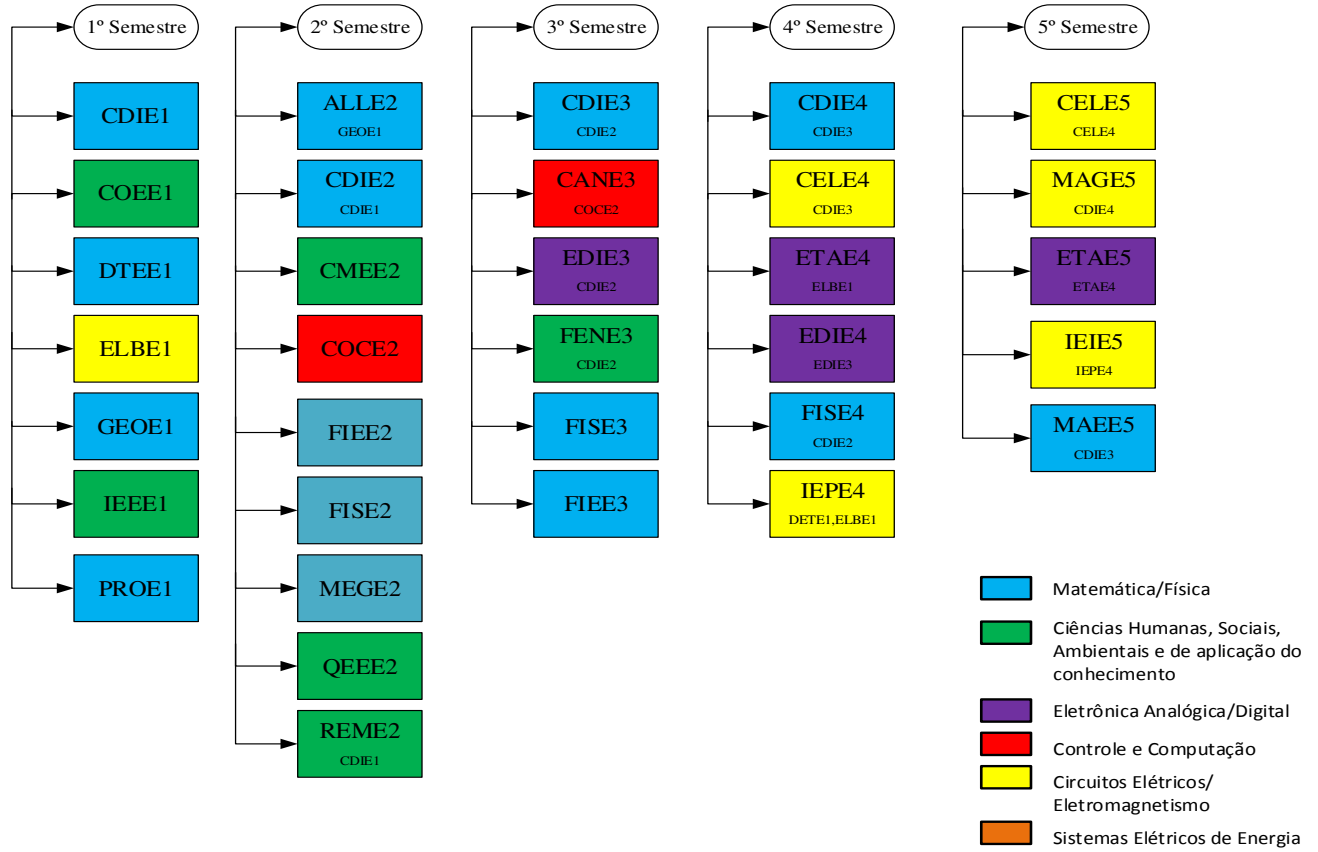 1º Semestre
CDIE1
COEE1
DTEE1
ELBE1
GEOE1
IEEE1
PROE1
2º Semestre
ALLE2
GEOE1
CDIE2
CDIE1
CMEE2
COCE2
FIEE2
FISE2
MEGE2
QEEE2
REME2
CDIE1
3º Semestre
CDIE3
CDIE2
CANE3
COCE2
EDIE3
CDIE2
FENE3
CDIE2
FISE3
FIEE3
4º Semestre
CDIE4
CDIE3
CELE4
CDIE3
ETAE4
ELBE1
EDIE4
EDIE3
FISE4
CDIE2
IEPE4
DETE1,ELBE1
5º Semestre
CELE5
CELE4
MAGE5
CDIE4
ETAE5
ETAE4
IEIE5
IEPE4
MAEE5
CDIE3
Matemática/Física
Ciências Humanas, Sociais,
Ambientais e de aplicação do
conhecimento
Eletrônica Analógica/Digital
Controle e Computação
Circuitos Elétricos/
Eletromagnetismo
Sistemas Elétricos de Energia